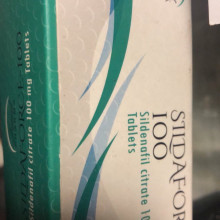 SILDAFOR
100
Sildenafil citrate 10
Tablets
Sildenafil citrate 100 mg Tablets